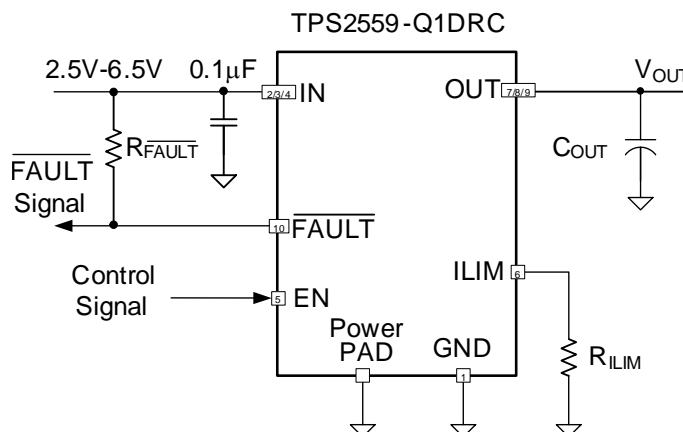 TPS2559-Q1DRC
2.5V-6.5V
0.1μF
2/3/4
IN
OUT
7/8/9
VOUT
RFAULT
COUT
FAULT
Signal
10
FAULT
ILIM
6
Control
Signal
5
EN
Power
PAD
GND
1
RILIM